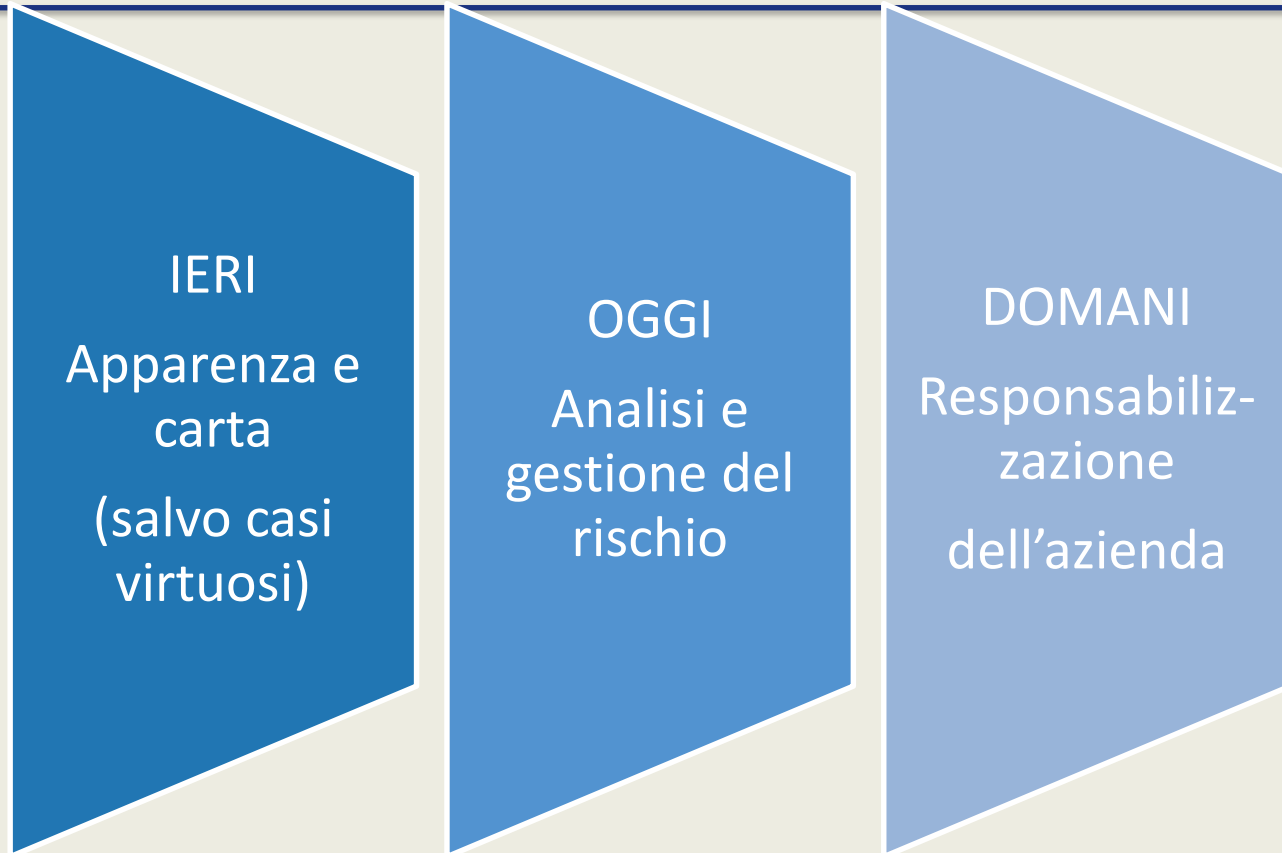 IERI
Apparenza e
carta
(salvo casi
virtuosi)
OGGI
Analisi e
gestione del
rischio
DOMANI
Responsabiliz-
zazione
dell’azienda